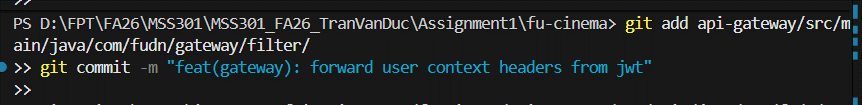 PS D:\FPT\FA26\MSS301\MSS301_FA26_TranVanDuc\Assignment1\fu-cinema> git add api-gateway/src/m
ain/java/com/fudn/gateway/filter/
>> git commit -m "feat(gateway): forward user context headers from jwt"
>>